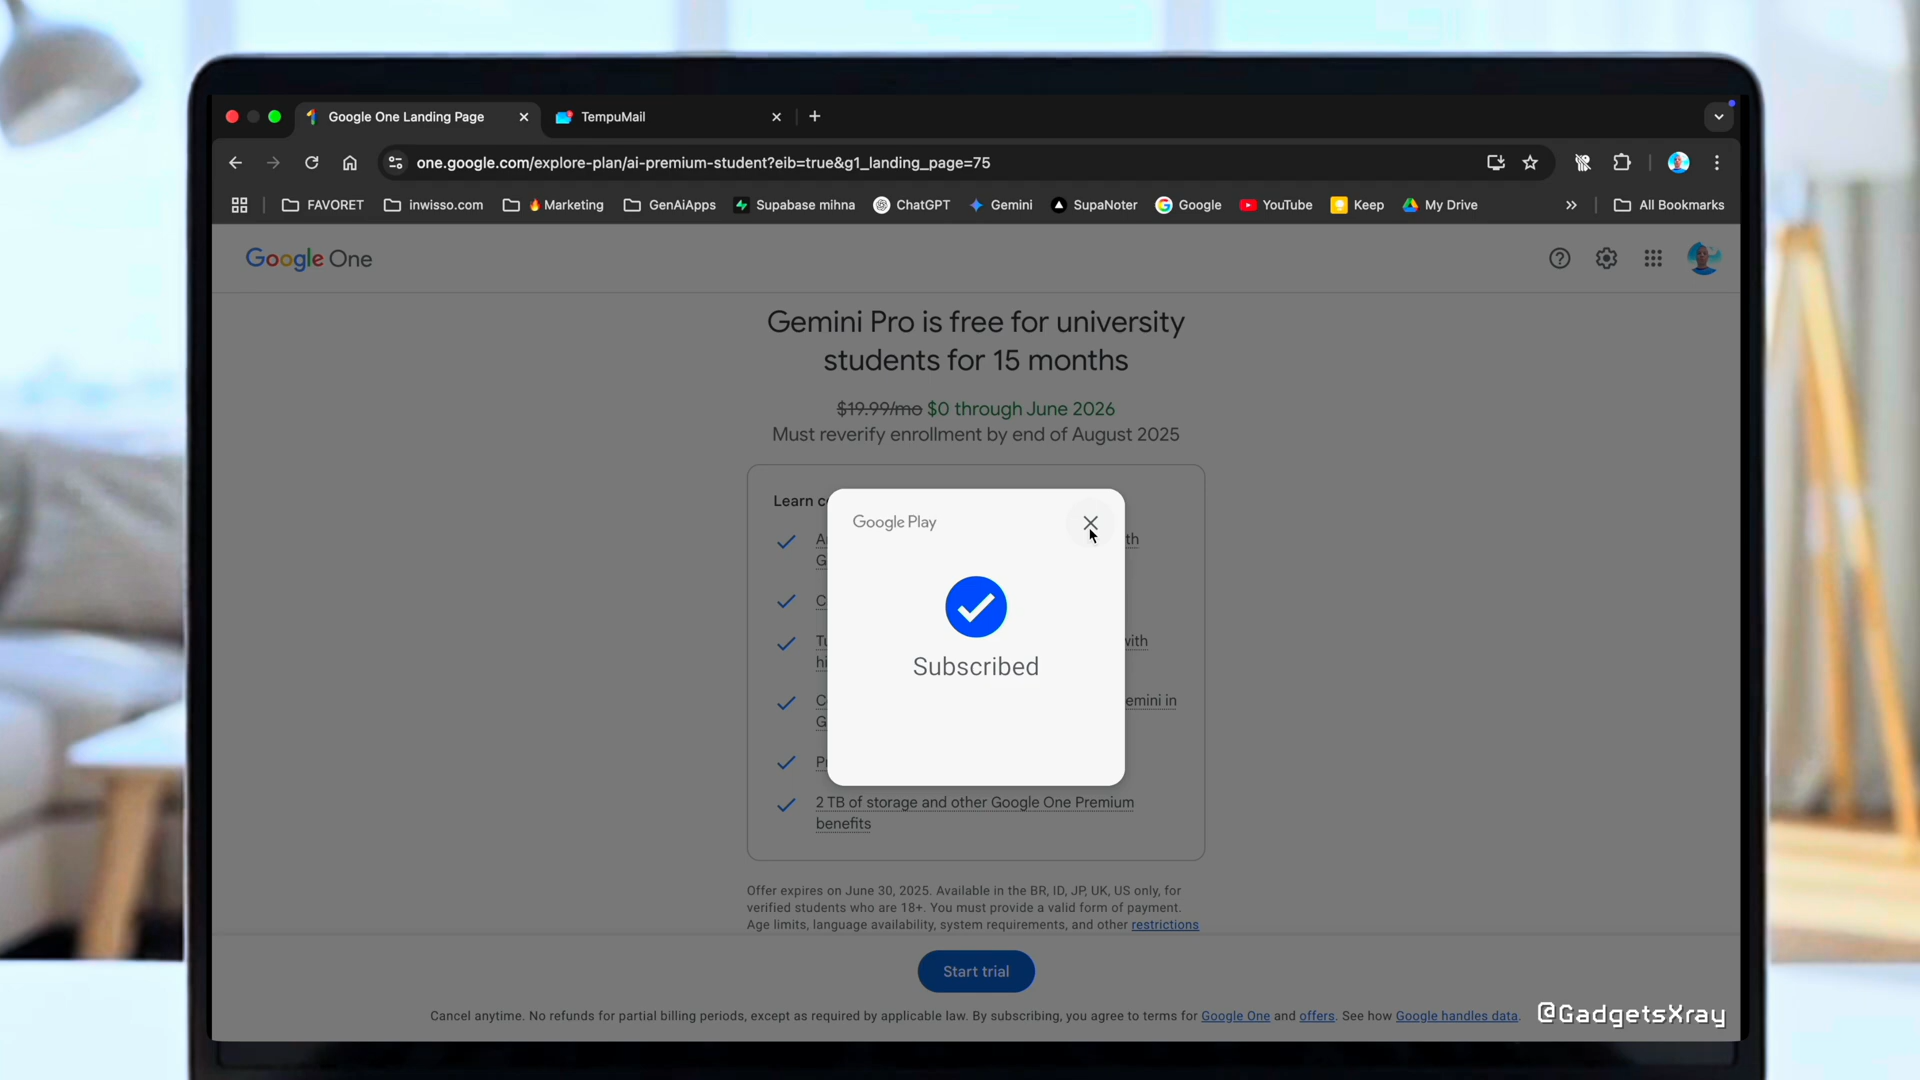 Google One Landing Page
TempuMail
one.google.com/explore-plan/ai-premium-student?eib=true&g1_landing_page=75
FAVORET
inwisso.com
🔥Marketing
GenAiApps
Supabase mihna
ChatGPT
Gemini
SupaNoter
Google
YouTube
Keep
My Drive
All Bookmarks
Google One
Gemini Pro is free for university
students for 15 months
$19.99/mo $0 through June 2026
Must reverify enrollment by end of August 2025
Learn
Google Play
Subscribed
th
with
emini in
2 TB of storage and other Google One Premium
benefits
Offer expires on June 30, 2025. Available in the BR, ID, JP, UK, US only, for
verified students who are 18+. You must provide a valid form of payment.
Age limits, language availability, system requirements, and other restrictions
Start trial
Cancel anytime. No refunds for partial billing periods, except as required by applicable law. By subscribing, you agree to terms for Google One and offers. See how Google handles data.
@GadgetsXray